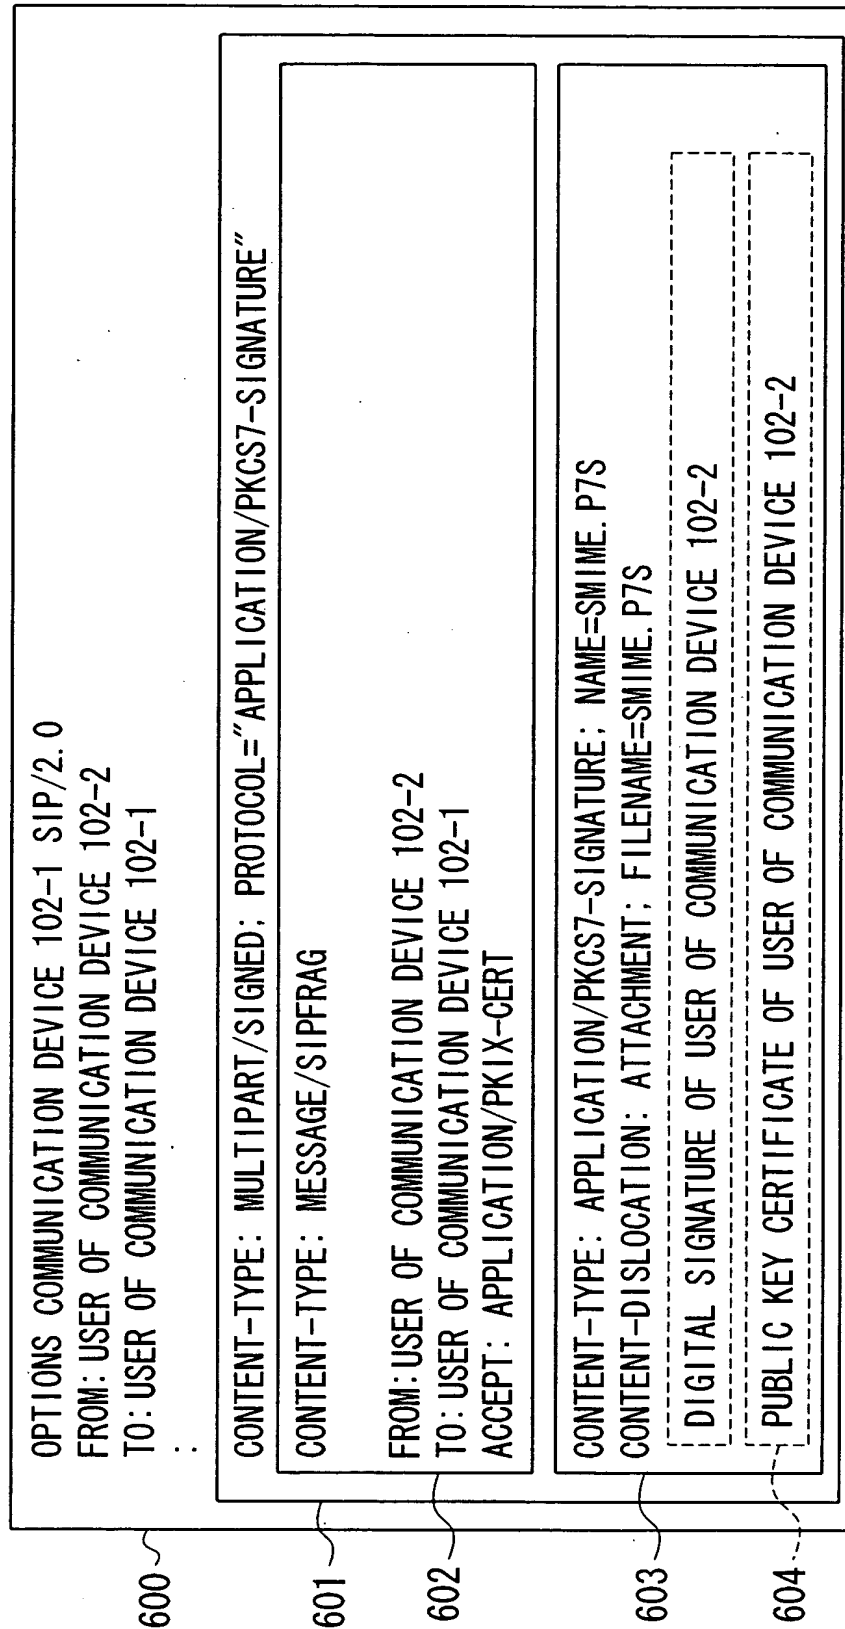 OPTIONS COMMUNICATION DEVICE 102-1 SIP/2.0
FROM:USER OF COMMUNICATION DEVICE 102-2
TO:USER OF COMMUNICATION DEVICE 102-1
:
CONTENT-TYPE: MULTIPART/SIGNED; PROTOCOL="APPLICATION/PKCS7-SIGNATURE"
CONTENT-TYPE: MESSAGE/SIPFRAG
FROM:USER OF COMMUNICATION DEVICE 102-2
TO:USER OF COMMUNICATION DEVICE 102-1
ACCEPT: APPLICATION/PKIX-CERT
CONTENT-TYPE: APPLICATION/PKCS7-SIGNATURE; NAME=SMIME.P7S
CONTENT-DISLOCATION: ATTACHMENT; FILENAME=SMIME.P7S
DIGITAL SIGNATURE OF USER OF COMMUNICATION DEVICE 102-2
PUBLIC KEY CERTIFICATE OF USER OF COMMUNICATION DEVICE 102-2
600
601
602
603
604